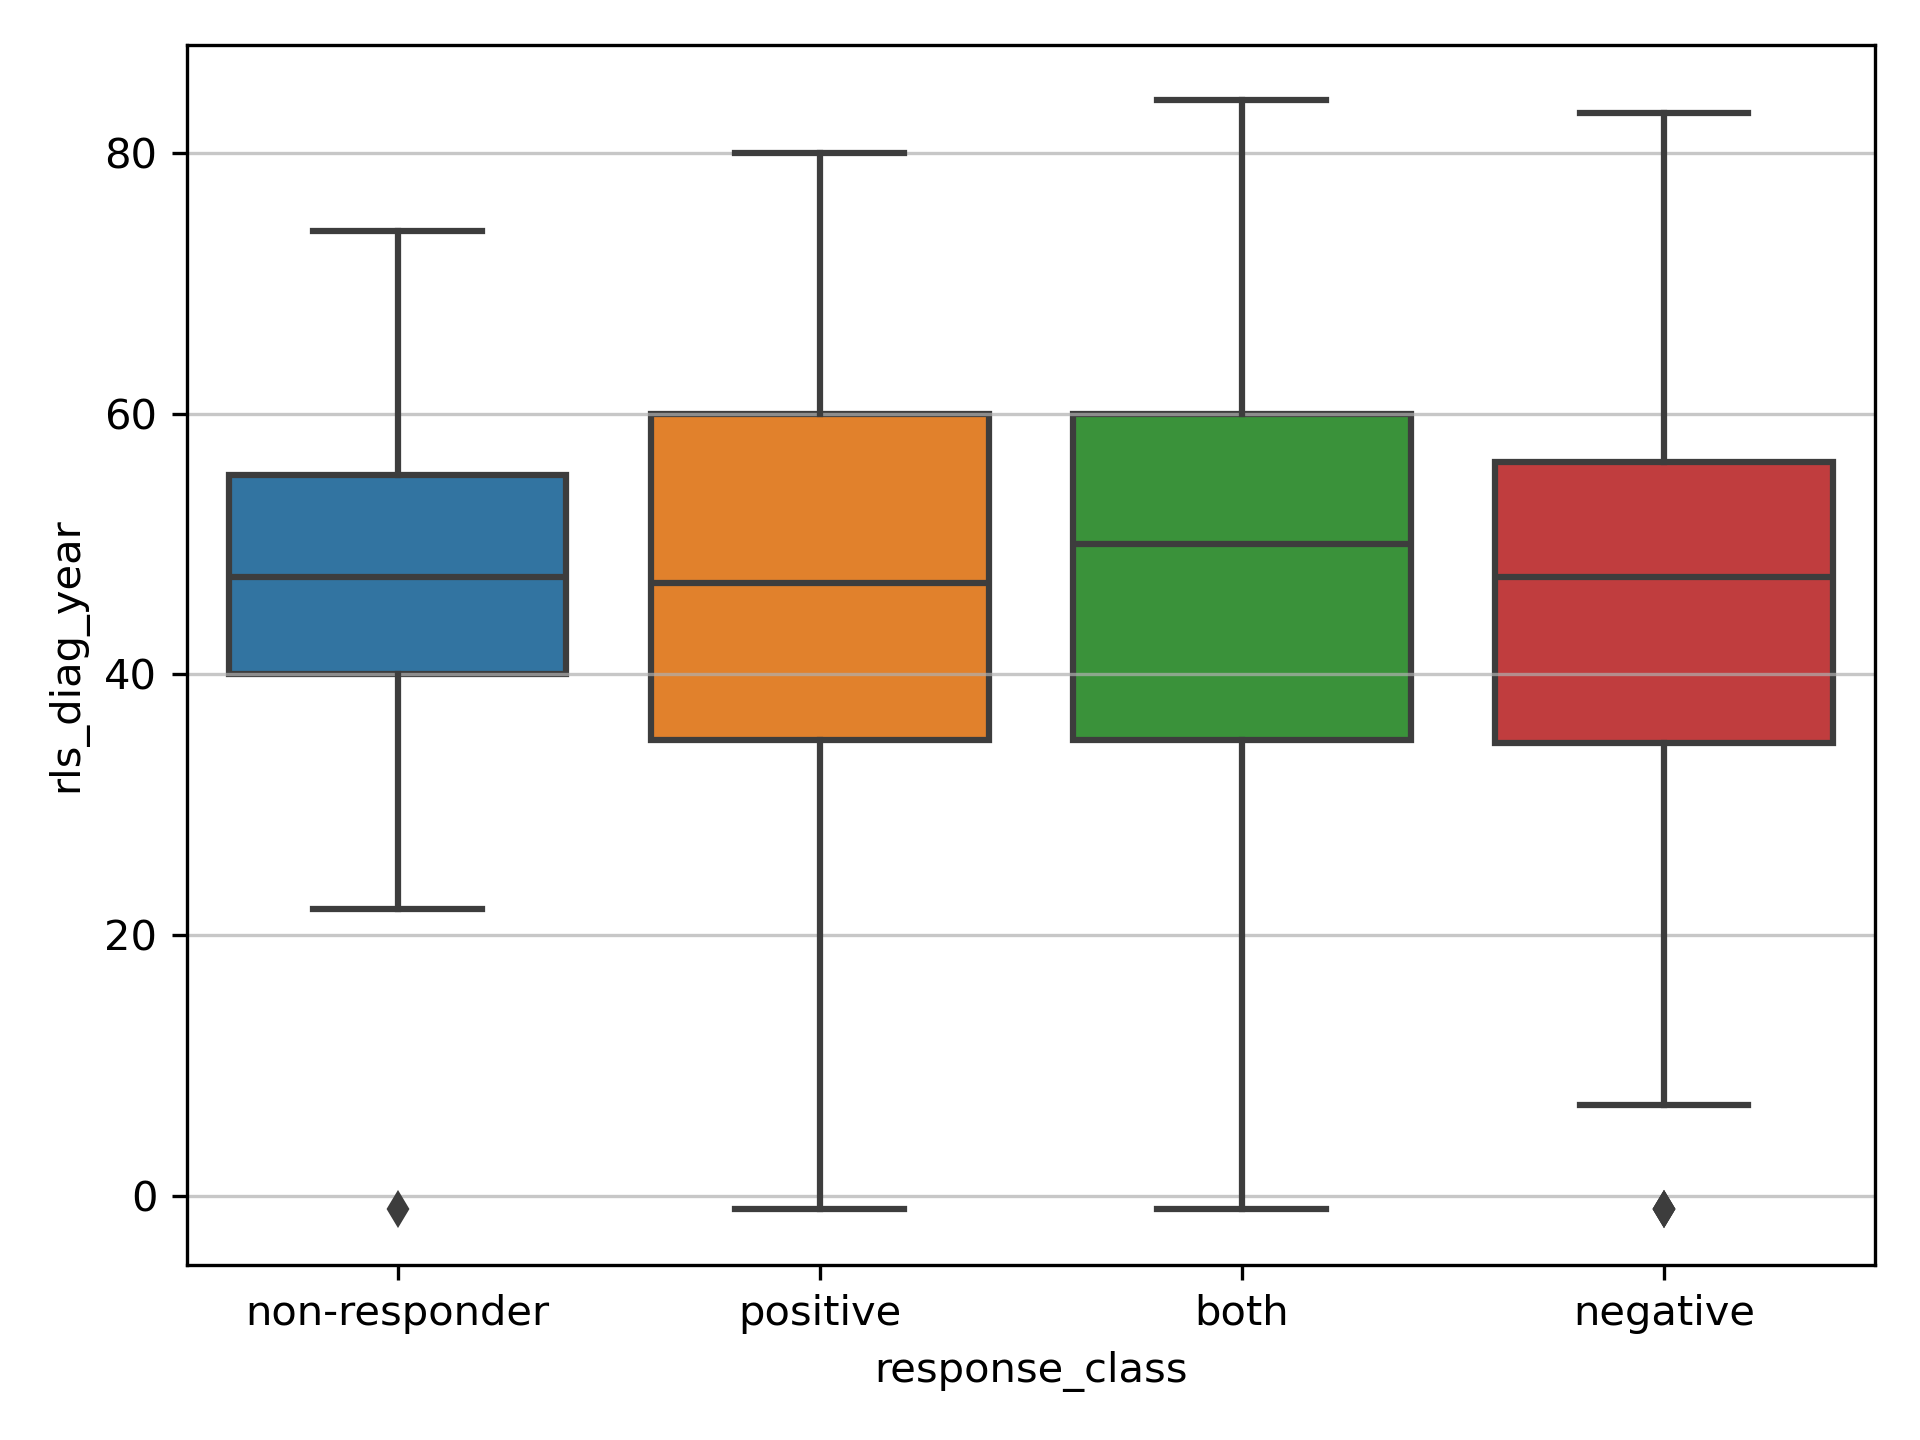 80
60
40
20
0
rls_diag_year
non-responder positive both negative
response_class